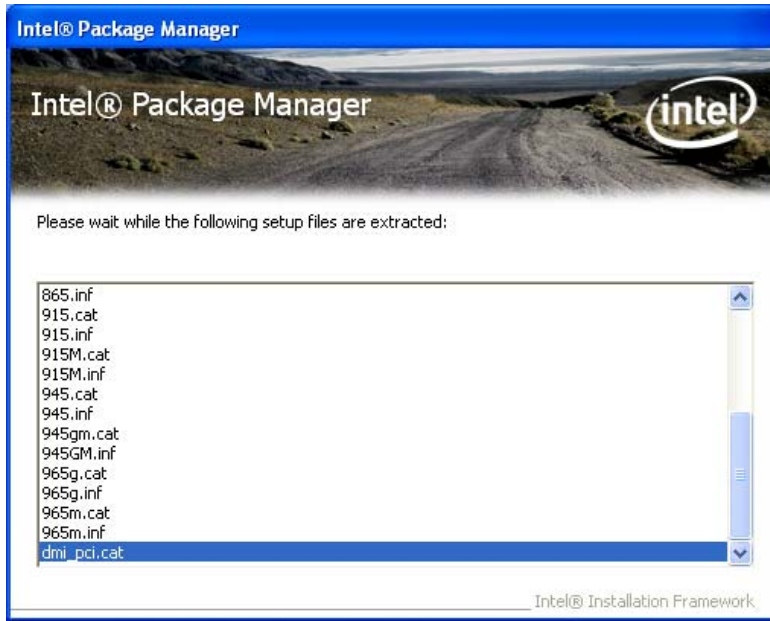 Intel® Package Manager
Intel® Package Manager
intel
Please wait while the following setup files are extracted:
865.inf
915.cat
915.inf
915M.cat
915M.inf
945.cat
945.inf
945gm.cat
945GM.inf
965g.cat
965g.inf
965m.cat
965m.inf
dmi_pci.cat
Intel® Installation Framework